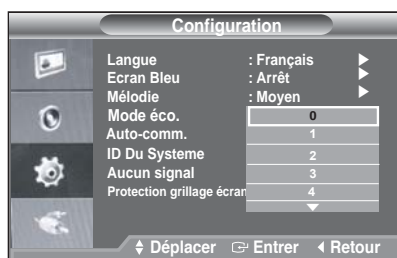 Configuration
Langue : Français
Ecran Bleu : Arrêt
Mélodie : Moyen
Mode éco. 0
Auto-comm. 1
ID Du Systeme 2
Aucun signal 3
Protection grillage écran 4
Déplacer Entrer Retour